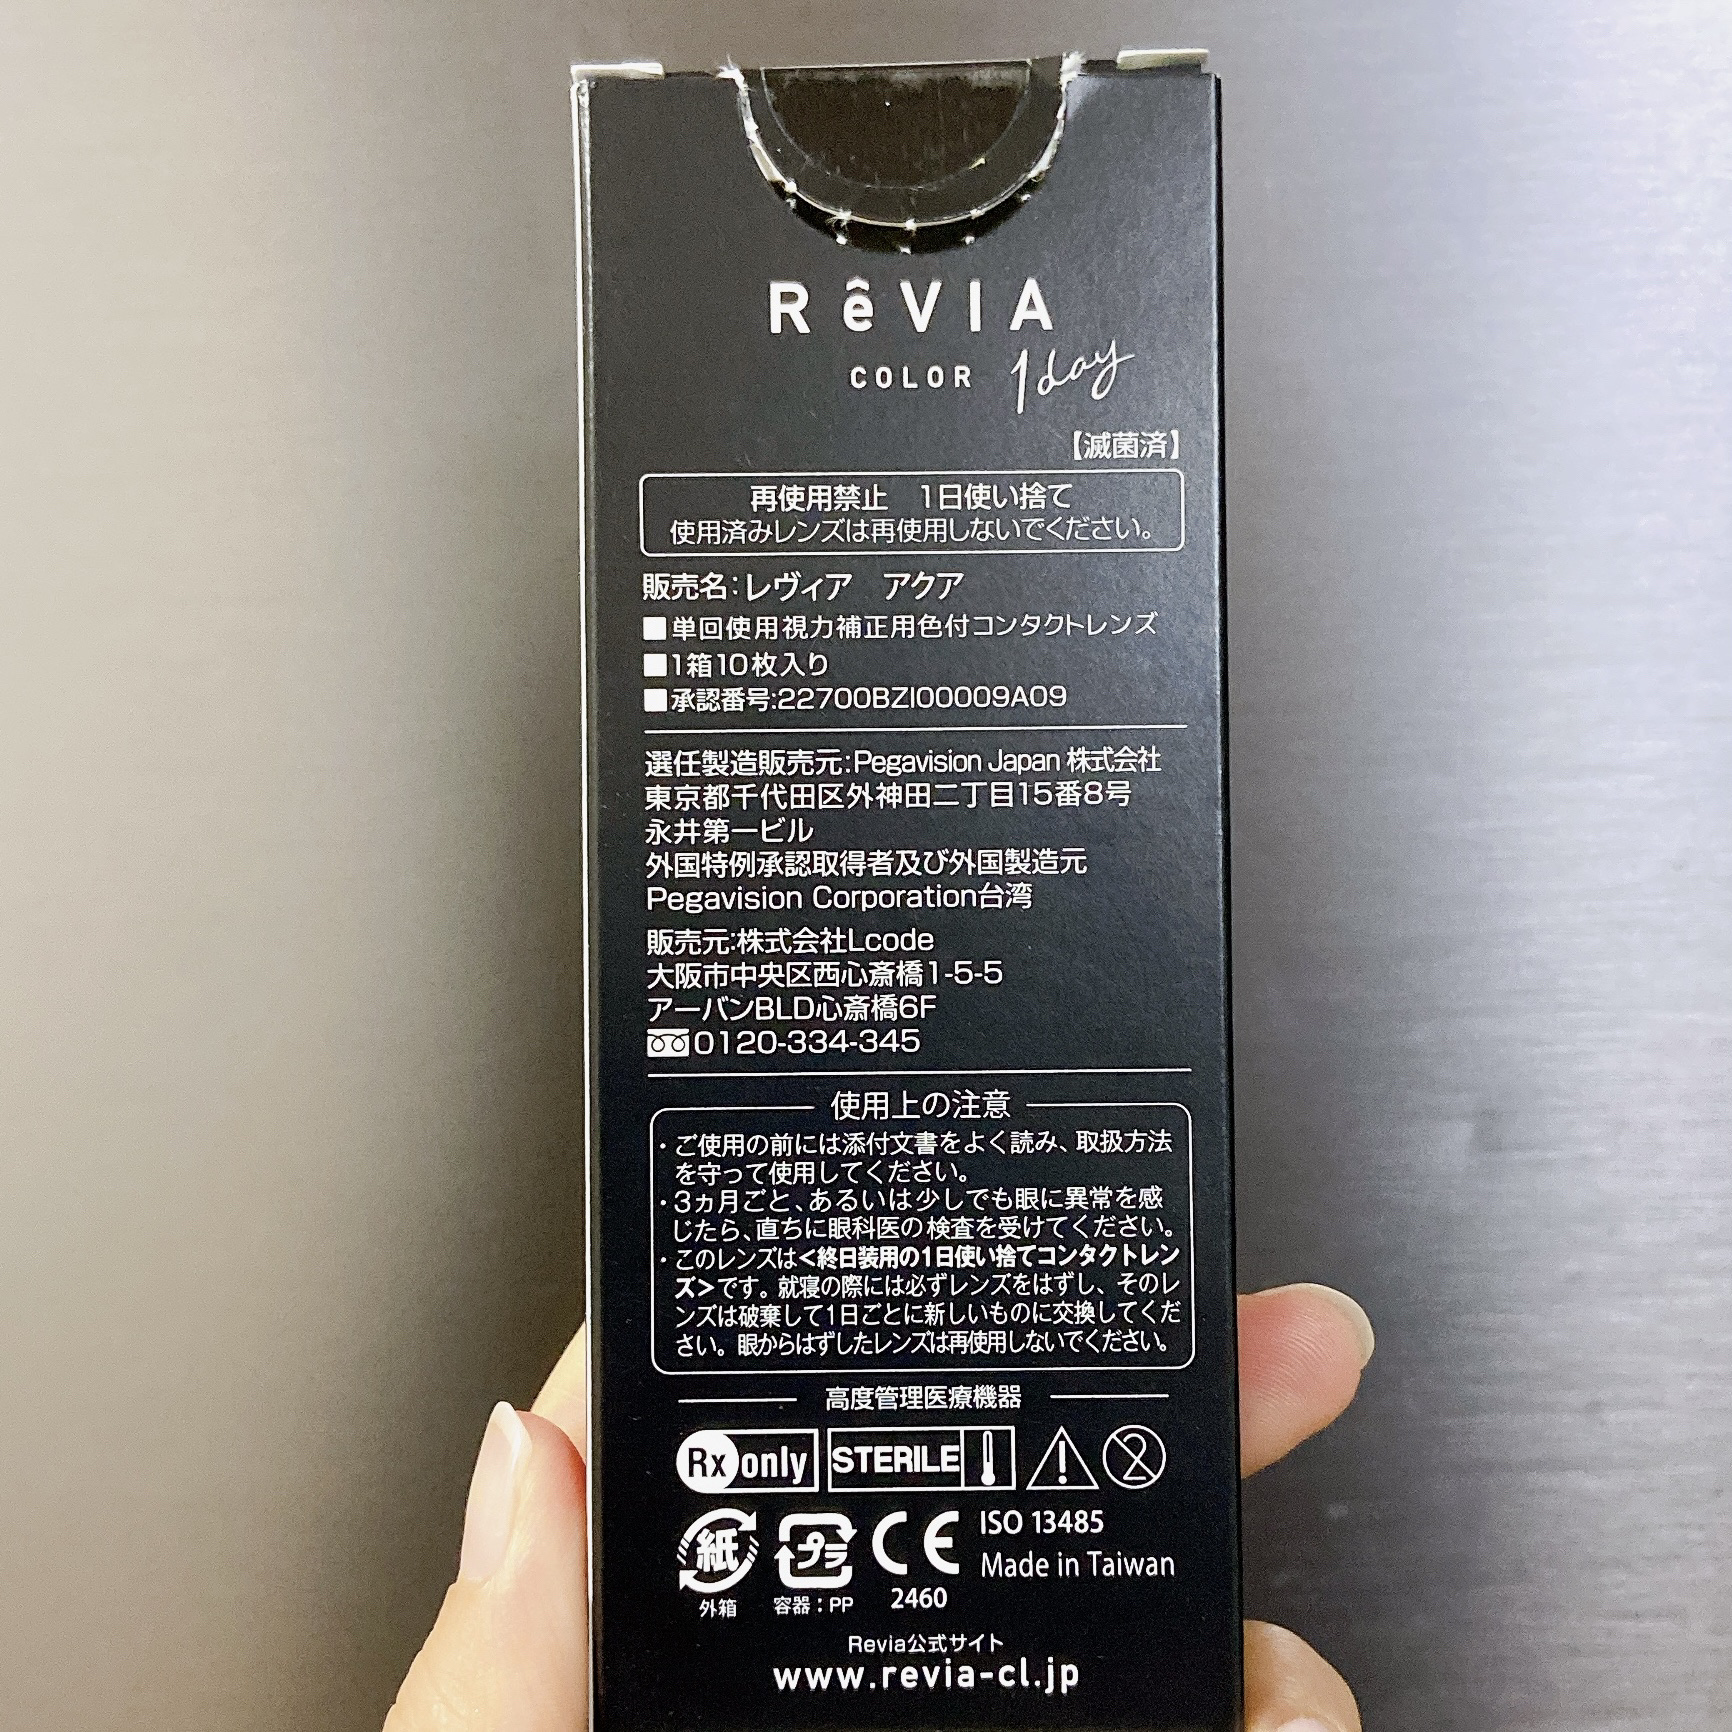 RêVIA
COLOR 1day
【滅菌済】
再使用禁止　1日使い捨て
使用済みレンズは再使用しないでください。
販売名：レヴィア　アクア
■単回使用視力補正用色付コンタクトレンズ
■1箱10枚入り
■承認番号:22700BZI00009A09
選任製造販売元：Pegavision Japan 株式会社
東京都千代田区外神田二丁目15番8号
永井第一ビル
外国特例承認取得者及び外国製造元
Pegavision Corporation台湾
販売元:株式会社Lcode
大阪市中央区西心斎橋1-5-5
アーバンBLD心斎橋6F
0120-334-345
使用上の注意
・ご使用の前には添付文書をよく読み、取扱方法
を守って使用してください。
・3ヵ月ごと、あるいは少しでも眼に異常を感
じたら、直ちに眼科医の検査を受けてください。
・このレンズは<終日装用の1日使い捨てコンタクトレン
ズ>です。就寝の際には必ずレンズをはずし、そのレ
ンズは破棄して1日ごとに新しいものに交換してくだ
さい。眼からはずしたレンズは再使用しないでください。
高度管理医療機器
Rx only STERILE 2
紙 プラ CE ISO 13485
Made in Taiwan
外箱 容器：PP 2460
Revia公式サイト
www.revia-cl.jp